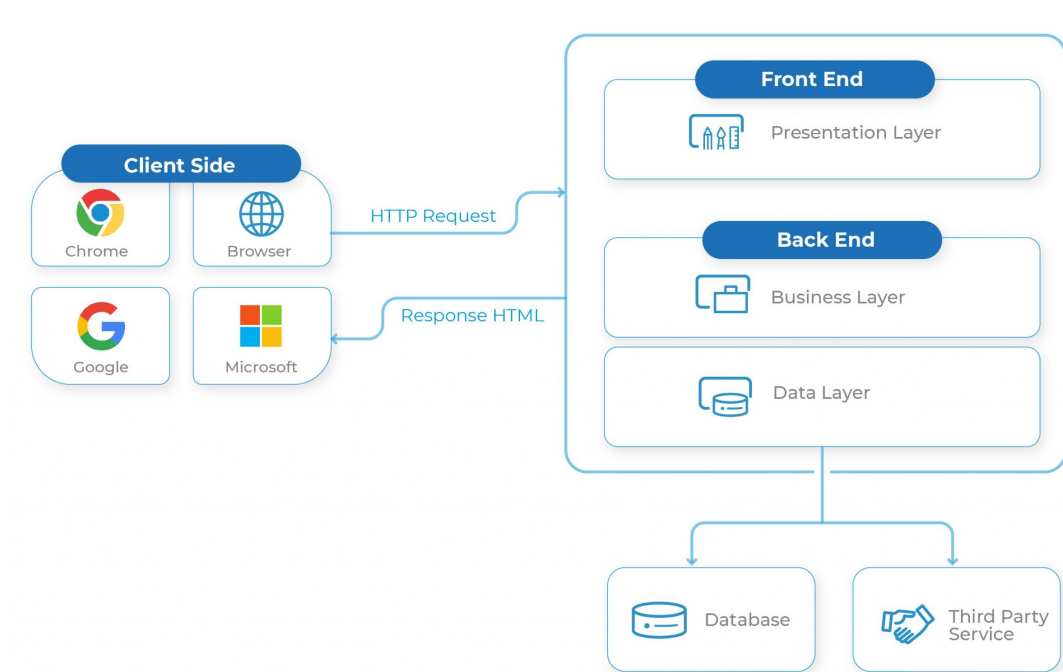 Front End
Presentation Layer
Client Side
Chrome
Browser
HTTP Request
Back End
Business Layer
Google
Microsoft
Response HTML
Data Layer
Database
Third Party
Service